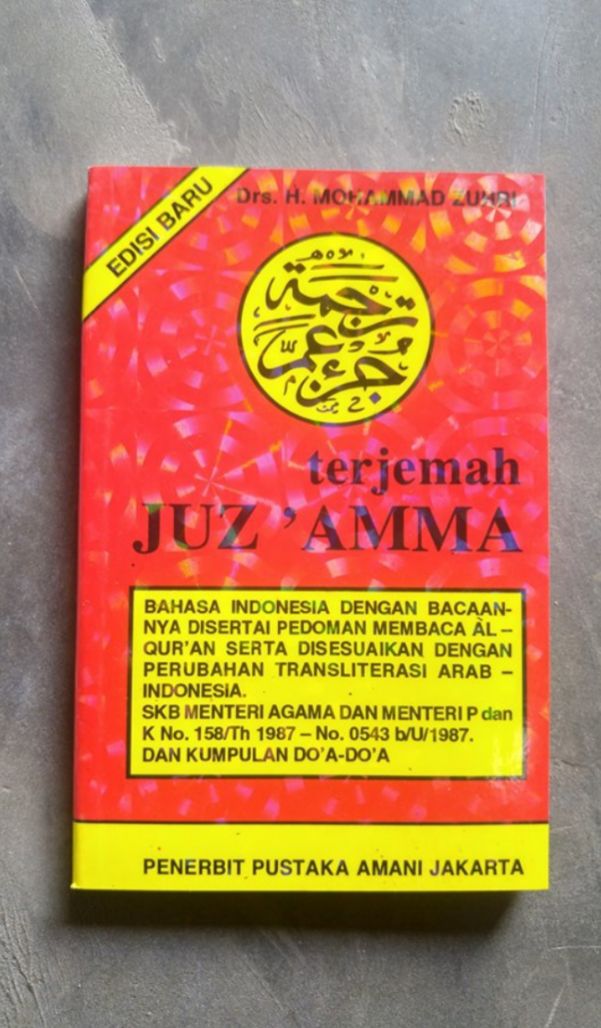 EDISI BARU
Drs. H. MOHAMMAD ZUHRI
ترجمة
جزء عم
terjemah
JUZ ’AMMA
BAHASA INDONESIA DENGAN BACAAN-
NYA DISERTAI PEDOMAN MEMBACA ÀL –
QUR’AN SERTA DISESUAIKAN DENGAN
PERUBAHAN TRANSLITERASI ARAB –
INDONESIA.
SKB MENTERI AGAMA DAN MENTERI P dan
K No. 158/Th 1987 – No. 0543 b/U/1987.
DAN KUMPULAN DO’A-DO’A
PENERBIT PUSTAKA AMANI JAKARTA